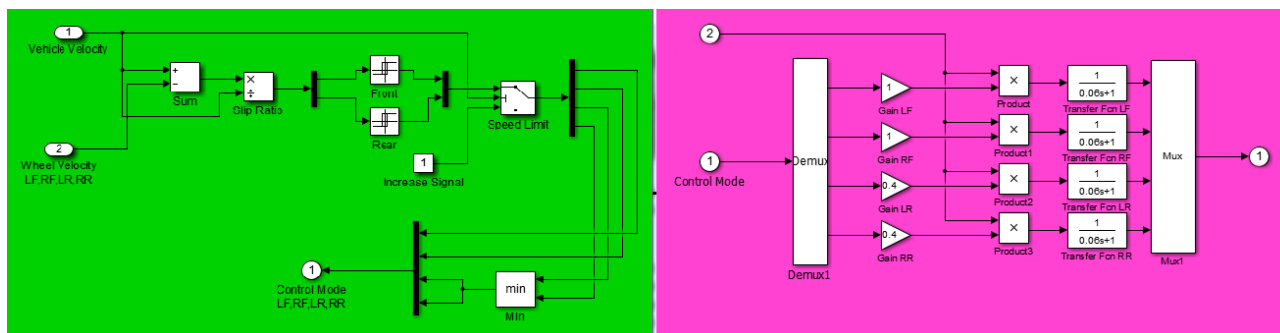 1
Vehicle Velocity
+
−
Sum
×
÷
Slip Ratio
Front
Rear
Speed Limit
2
Wheel Velocity
LF,RF,LR,RR
1
Increase Signal
1
Control Mode
LF,RF,LR,RR
min
Min
2
1
Control Mode
Demux
Demux1
1
Gain LF
1
Gain RF
0.4
Gain LR
0.4
Gain RR
×
Product
×
Product1
×
Product2
×
Product3
1
0.06s+1
Transfer Fcn LF
1
0.06s+1
Transfer Fcn RF
1
0.06s+1
Transfer Fcn LR
1
0.06s+1
Transfer Fcn RR
Mux
Mux1
1